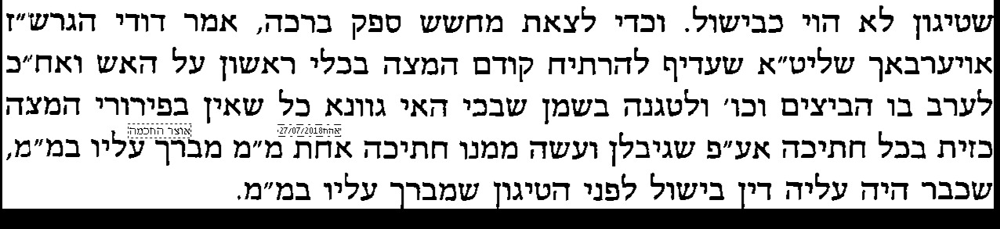 שטיגון לא הוי כבישול. וכדי לצאת מחשש ספק ברכה, אמר דודי הגרש״ז
אויערבאך שליט״א שעדיף להרתיח קודם המצה בכלי ראשון על האש ואח״כ
לערב בו הביצים וכו׳ ולטגנה בשמן שבכי האי גוונא כל שאין בפירורי המצה
אוצר החכמה
אחח27/07/2018
כזית בכל חתיכה אע״פ שגיבלן ועשה ממנו חתיכה אחת מ״מ מברך עליו במ״מ,
שכבר היה עליה דין בישול לפני הטיגון שמברך עליו במ״מ.